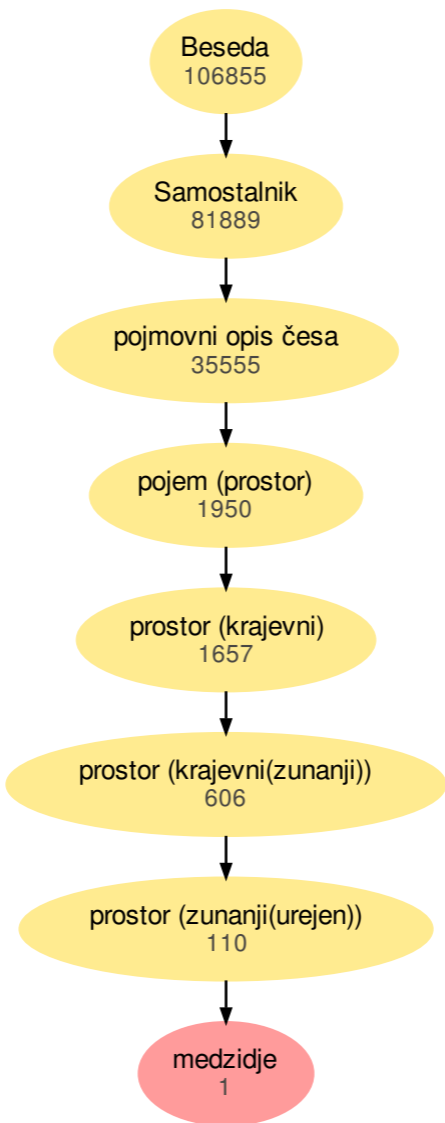 Beseda
106855
Samostalnik
81889
pojmovni opis česa
35555
pojem (prostor)
1950
prostor (krajevni)
1657
prostor (krajevni(zunanji))
606
prostor (zunanji(urejen))
110
medzidje
1